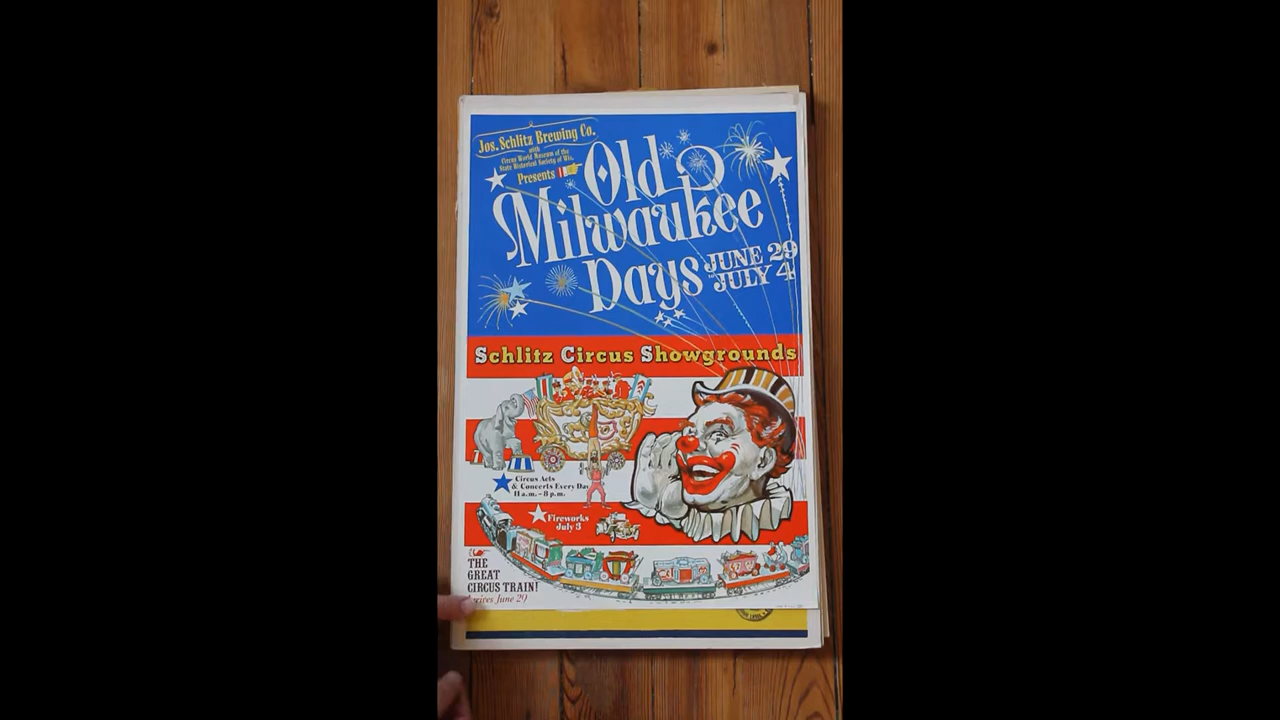 Jos. Schlitz Brewing Co.
with
Circus World Museum of the
State Historical Society of Wis.
Presents
Old
Milwaukee
Days
JUNE 29
to JULY 4
Schlitz Circus Showgrounds
Circus Acts
& Concerts Every Day
11 a.m. – 8 p.m.
Fireworks
July 3
THE
GREAT
CIRCUS TRAIN!
Arrives June 29